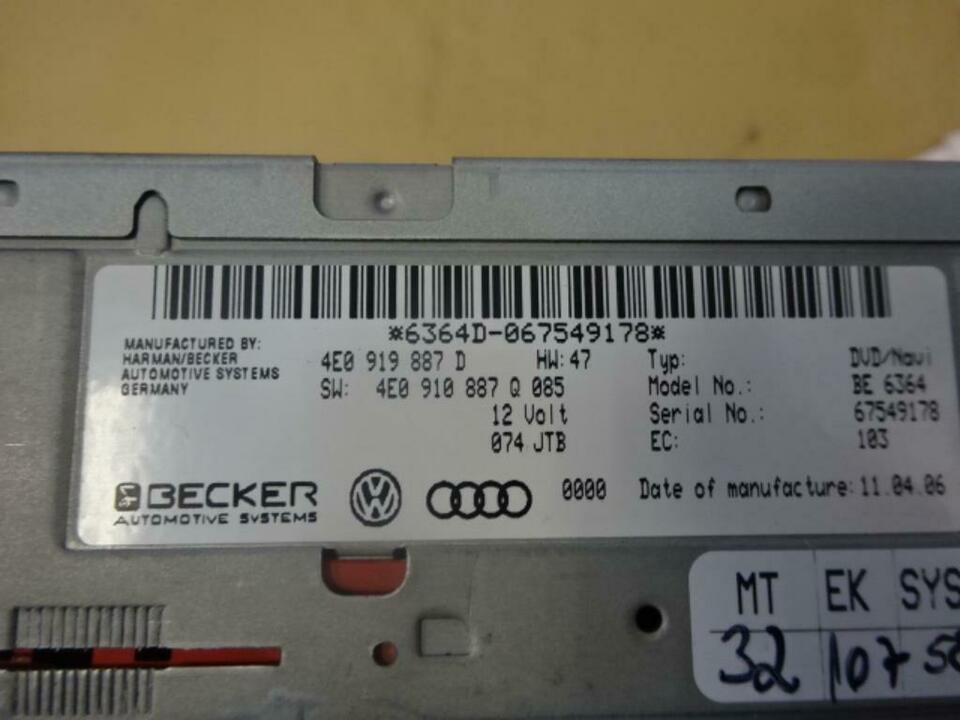 *6364D-067549178*
MANUFACTURED BY:
HARMAN/BECKER
AUTOMOTIVE SYSTEMS
GERMANY
4E0 919 887 D HW: 47
SW: 4E0 910 887 Q 085
12 Volt
074 JTB
Typ: DVD/Navi
Model No.: BE 6364
Serial No.: 67549178
EC: 103
BECKER
AUTOMOTIVE SYSTEMS
0000 Date of manufacture: 11.04.06
MT EK SYS
32 107